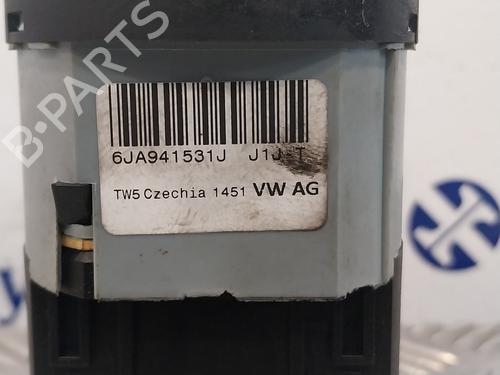 B-PARTS
6JA941531J J1J T
TW5 Czechia 1451 VW AG